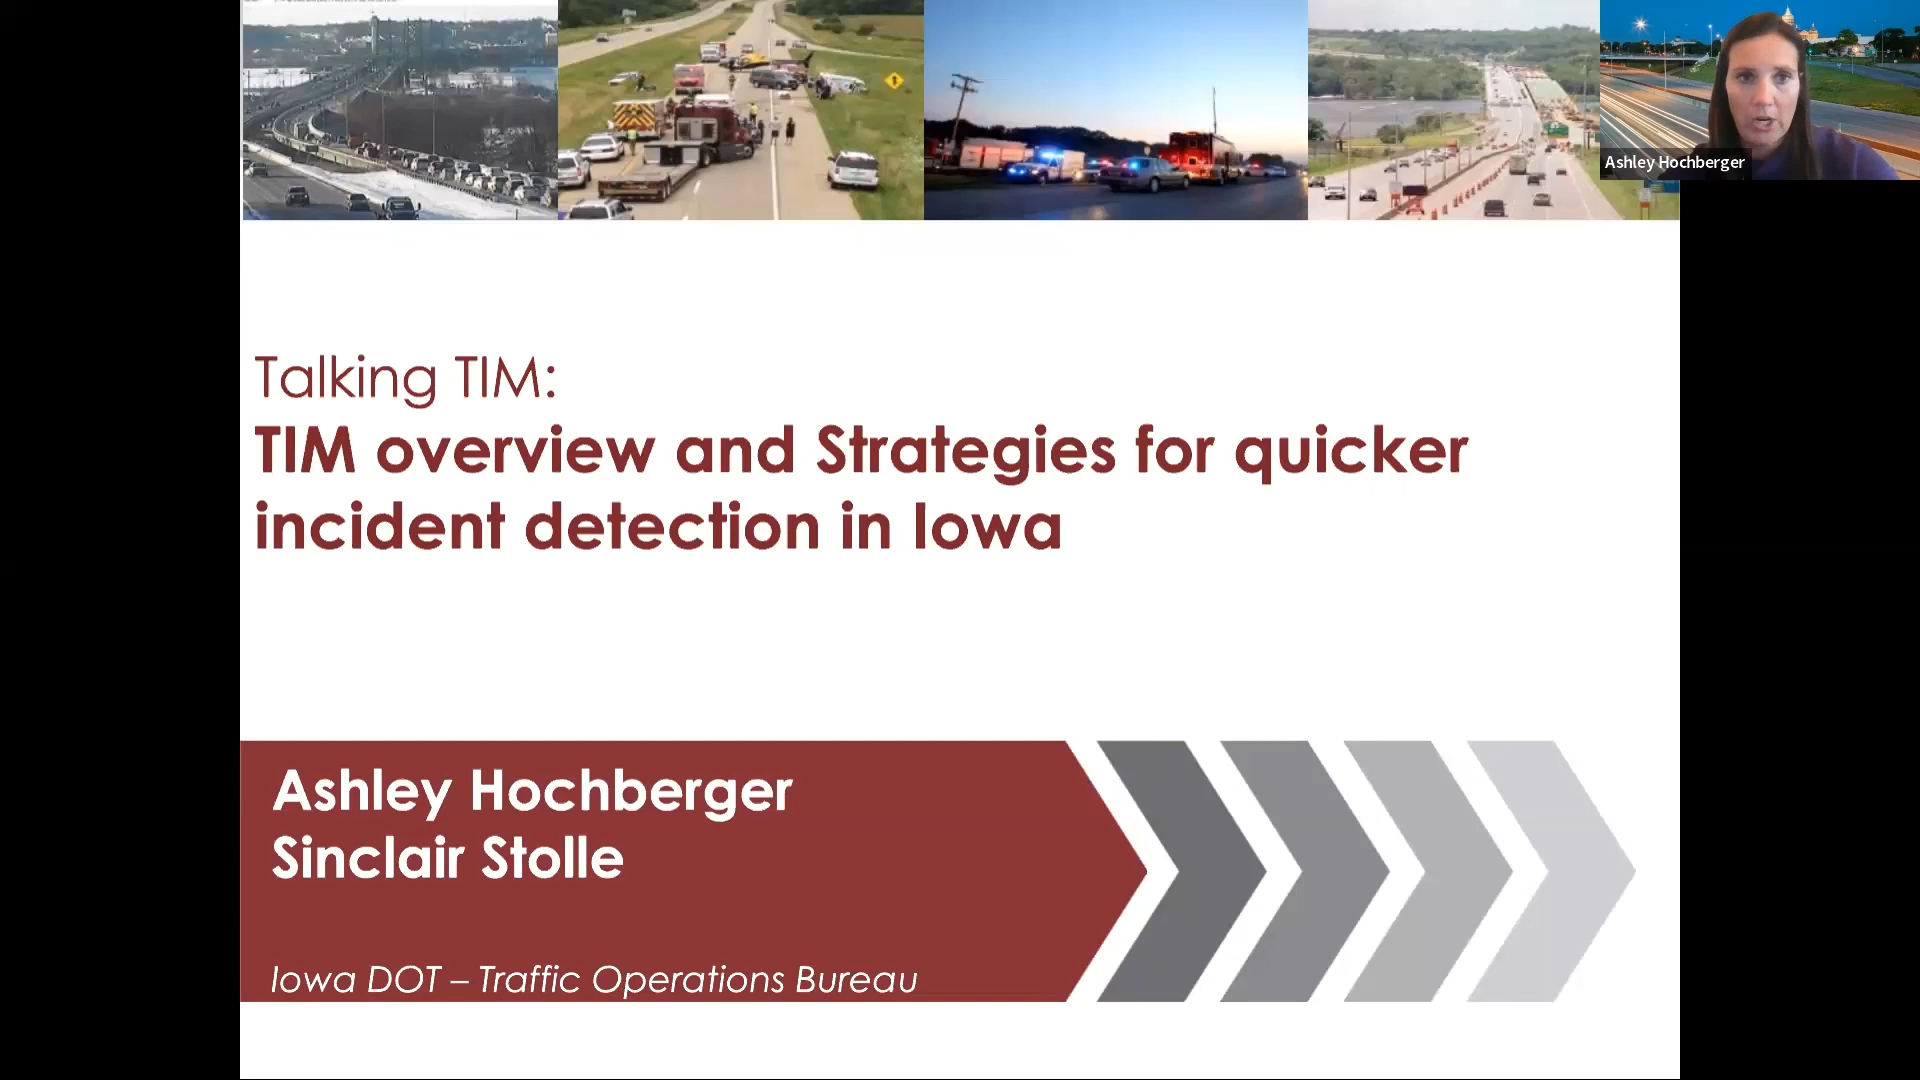 Ashley Hochberger
Talking TIM:
TIM overview and Strategies for quicker
incident detection in Iowa
Ashley Hochberger
Sinclair Stolle
Iowa DOT – Traffic Operations Bureau